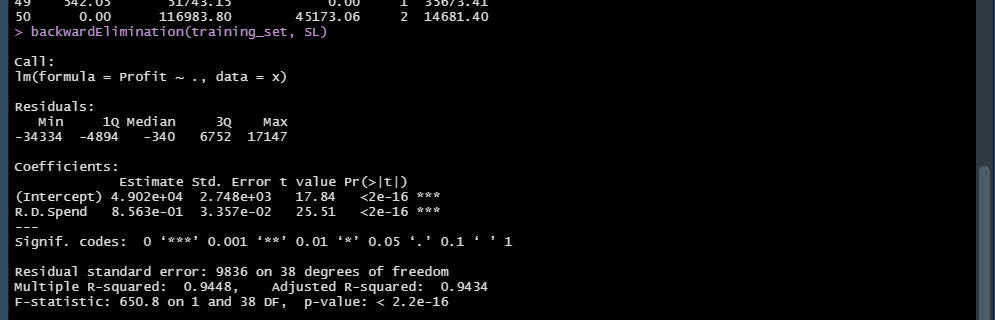 49 542.05 51743.15 0.00 1 35673.41
50 0.00 116983.80 45173.06 2 14681.40
> backwardElimination(training_set, SL)
Call:
lm(formula = Profit ~ ., data = x)
Residuals:
Min 1Q Median 3Q Max
-34334 -4894 -340 6752 17147
Coefficients:
Estimate Std. Error t value Pr(>|t|)
(Intercept) 4.902e+04 2.748e+03 17.84 <2e-16 ***
R.D.Spend 8.563e-01 3.357e-02 25.51 <2e-16 ***
---
Signif. codes: 0 ‘***’ 0.001 ‘**’ 0.01 ‘*’ 0.05 ‘.’ 0.1 ‘ ’ 1
Residual standard error: 9836 on 38 degrees of freedom
Multiple R-squared: 0.9448, Adjusted R-squared: 0.9434
F-statistic: 650.8 on 1 and 38 DF, p-value: < 2.2e-16